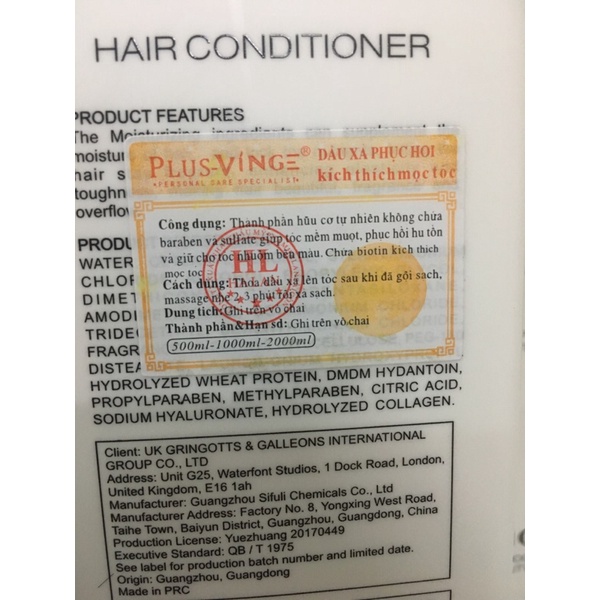 HAIR CONDITIONER
PRODUCT FEATURES
The Moisturizing
moistur
hair s
toughn
overflow
PLUS-VINGE® DẦU XẢ PHỤC HỒI
PERSONAL CARE SPECIALIST kích thích mọc tóc
Công dụng: Thành phần hữu cơ tự nhiên không chứa
baraben và sulfate giúp tóc mềm mượt, phục hồi hư tổn
và giữ cho tóc nhuộm bền màu. Chứa biotin kích thích
mọc tóc
Cách dùng: Thoa dầu xả lên tóc sau khi đã gội sạch,
massage nhẹ 2-3 phút rồi xả sạch.
Dung tích: Ghi trên vỏ chai
Thành phần&Hạn sd: Ghi trên vỏ chai
500ml-1000ml-2000ml
HL
PRODU
WATER
CHLOR
DIMET
AMODI
TRIDE
FRAGR
DISTEA
HYDROLYZED WHEAT PROTEIN, DMDM HYDANTOIN,
PROPYLPARABEN, METHYLPARABEN, CITRIC ACID,
SODIUM HYALURONATE, HYDROLYZED COLLAGEN.
Client: UK GRINGOTTS & GALLEONS INTERNATIONAL
GROUP CO., LTD
Address: Unit G25, Waterfont Studios, 1 Dock Road, London,
United Kingdom, E16 1ah
Manufacturer: Guangzhou Sifuli Chemicals Co., Ltd
Manufacturer Address: Factory No. 8, Yongxing West Road,
Taihe Town, Baiyun District, Guangzhou, Guangdong, China
Production License: Yuezhuang 20170449
Executive Standard: QB / T 1975
See label for production batch number and limited date.
Origin: Guangzhou, Guangdong
Made in PRC